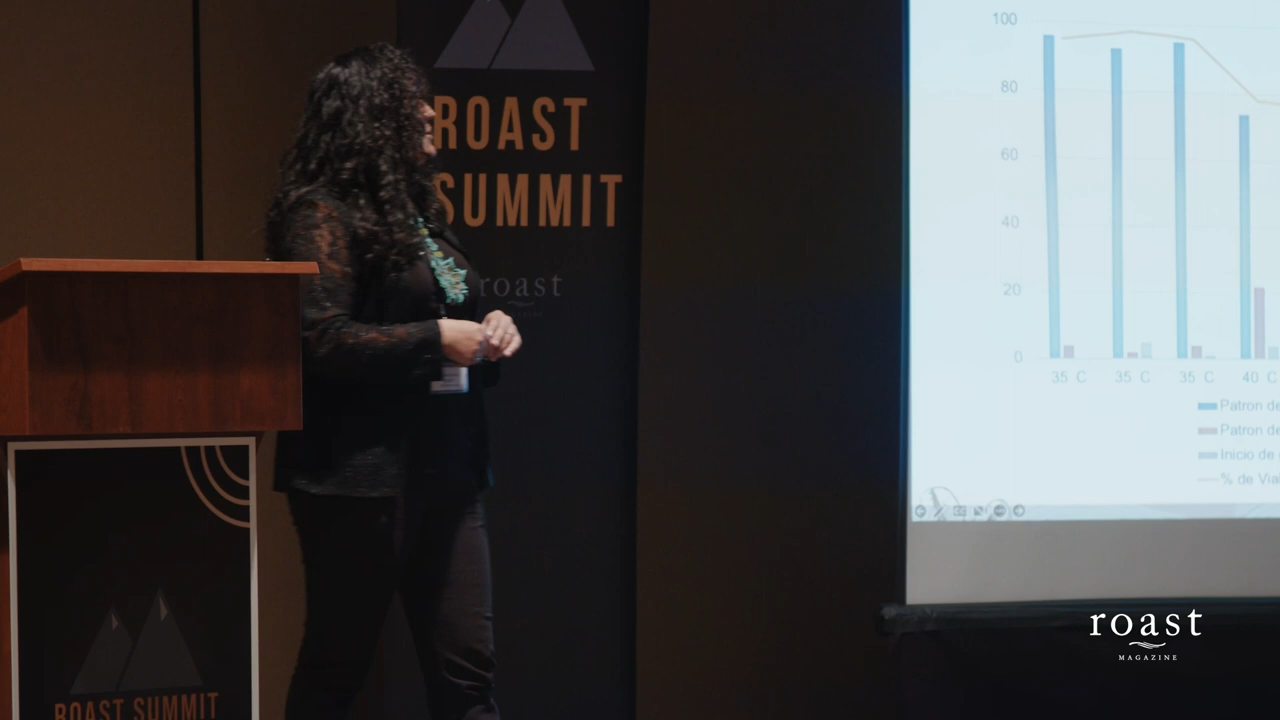 ROAST
SUMMIT
roast
100
80
60
40
20
0
35 C
35 C
35 C
40 C
Patron de
Patron de
Inicio de
% de Via
ROAST SUMMIT
roast
MAGAZINE